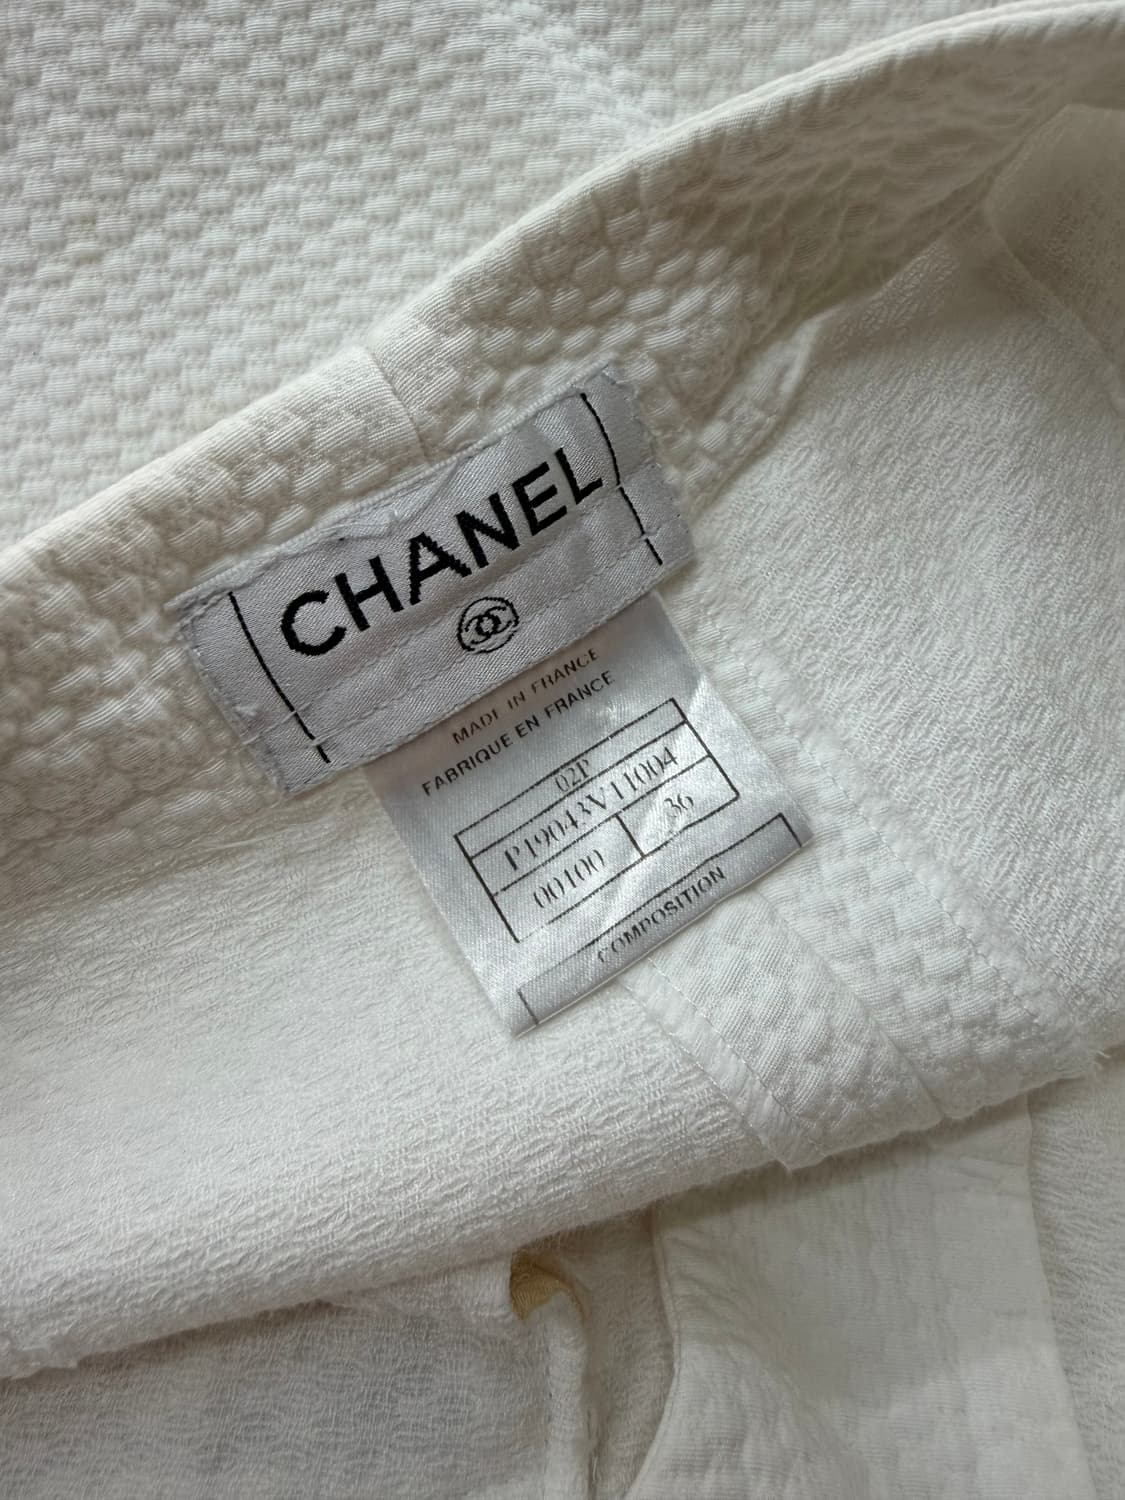 CHANEL
MADE IN FRANCE
FABRIQUE EN FRANCE
02P
P19043V11004
00100 36
COMPOSITION